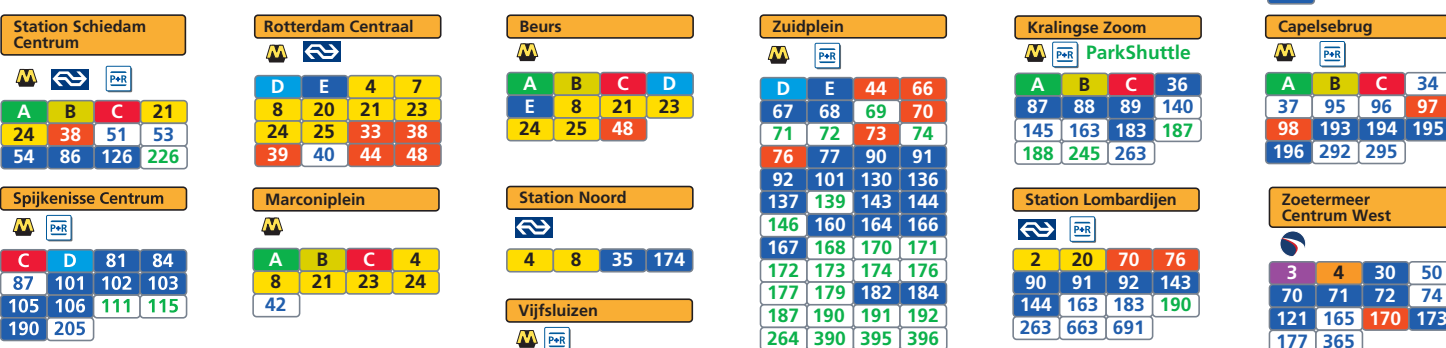 Station Schiedam
Centrum
P+R
A B C 21
24 38 51 53
54 86 126 226
Spijkenisse Centrum
P+R
C D 81 84
87 101 102 103
105 106 111 115
190 205
Rotterdam Centraal
D E 4 7
8 20 21 23
24 25 33 38
39 40 44 48
Marconiplein
A B C 4
8 21 23 24
42
Beurs
A B C D
E 8 21 23
24 25 48
Station Noord
4 8 35 174
Vijfsluizen
P+R
Zuidplein
P+R
D E 44 66
67 68 69 70
71 72 73 74
76 77 90 91
92 101 130 136
137 139 143 144
146 160 164 166
167 168 170 171
172 173 174 176
177 179 182 184
187 190 191 192
264 390 395 396
Kralingse Zoom
P+R ParkShuttle
A B C 36
87 88 89 140
145 163 183 187
188 245 263
Station Lombardijen
P+R
2 20 70 76
90 91 92 143
144 163 183 190
263 663 691
Capelsebrug
P+R
A B C 34
37 95 96 97
98 193 194 195
196 292 295
Zoetermeer
Centrum West
3 4 30 50
70 71 72 74
121 165 170 173
177 365